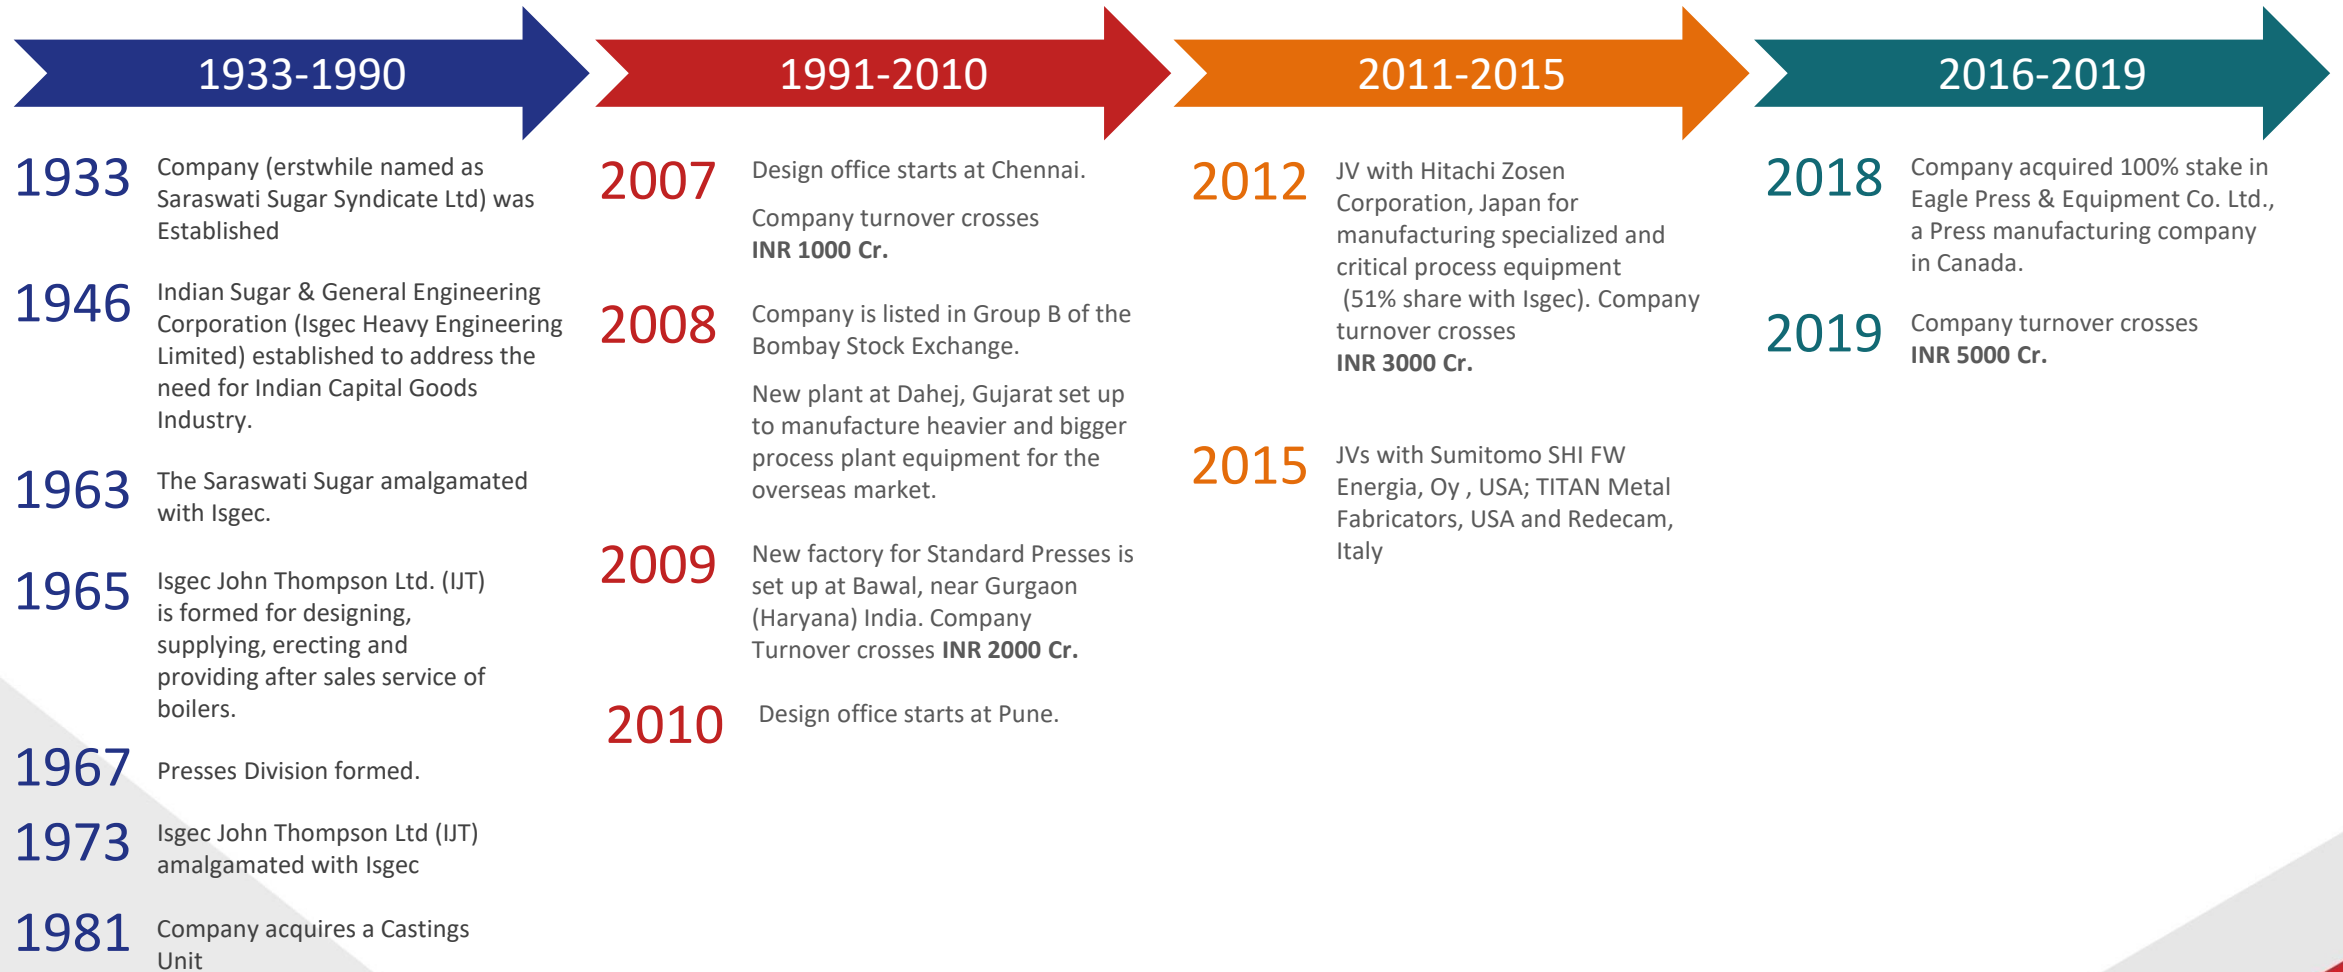 1933-1990
1933
Company (erstwhile named as
Saraswati Sugar Syndicate Ltd) was
Established
1946
Indian Sugar & General Engineering
Corporation (Isgec Heavy Engineering
Limited) established to address the
need for Indian Capital Goods
Industry.
1963
The Saraswati Sugar amalgamated
with Isgec.
1965
Isgec John Thompson Ltd. (IJT)
is formed for designing,
supplying, erecting and
providing after sales service of
boilers.
1967
Presses Division formed.
1973
Isgec John Thompson Ltd (IJT)
amalgamated with Isgec
1981
Company acquires a Castings
Unit
1991-2010
2007
Design office starts at Chennai.
Company turnover crosses
INR 1000 Cr.
2008
Company is listed in Group B of the
Bombay Stock Exchange.
New plant at Dahej, Gujarat set up
to manufacture heavier and bigger
process plant equipment for the
overseas market.
2009
New factory for Standard Presses is
set up at Bawal, near Gurgaon
(Haryana) India. Company
Turnover crosses INR 2000 Cr.
2010
Design office starts at Pune.
2011-2015
2012
JV with Hitachi Zosen
Corporation, Japan for
manufacturing specialized and
critical process equipment
(51% share with Isgec). Company
turnover crosses
INR 3000 Cr.
2015
JVs with Sumitomo SHI FW
Energia, Oy , USA; TITAN Metal
Fabricators, USA and Redecam,
Italy
2016-2019
2018
Company acquired 100% stake in
Eagle Press & Equipment Co. Ltd.,
a Press manufacturing company
in Canada.
2019
Company turnover crosses
INR 5000 Cr.